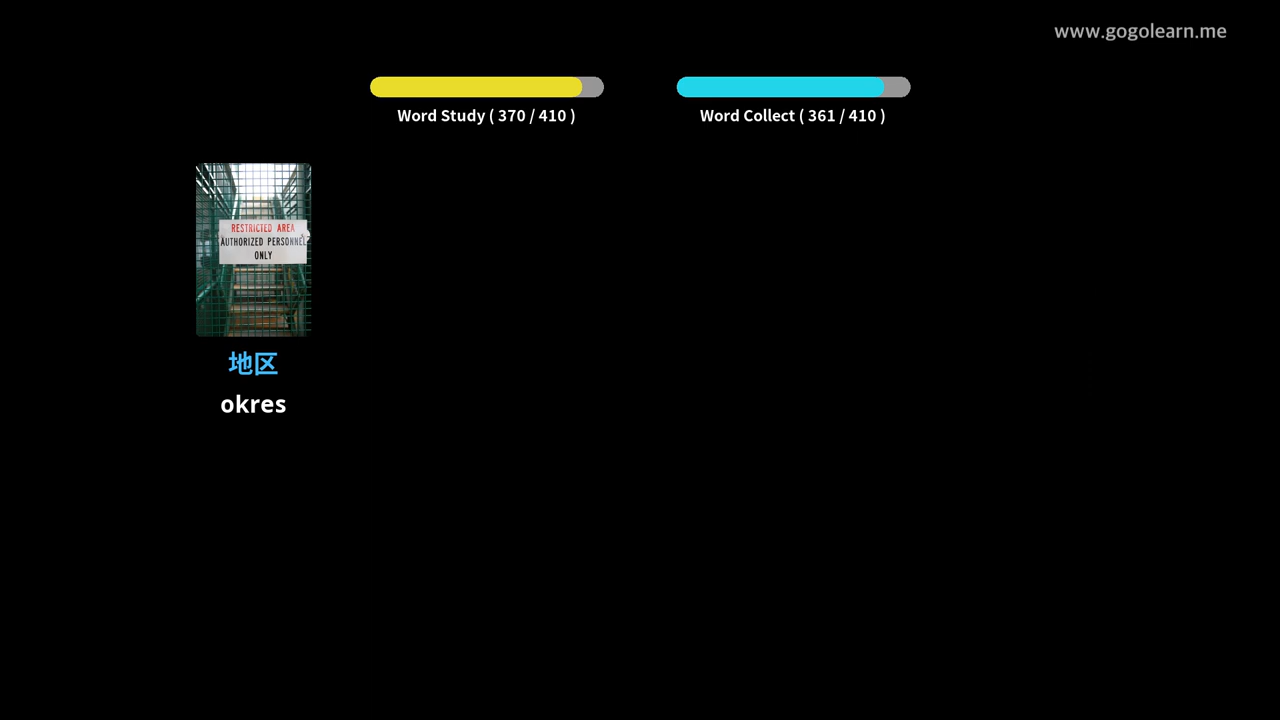 www.gogolearn.me
Word Study ( 370 / 410 )
Word Collect ( 361 / 410 )
RESTRICTED AREA
AUTHORIZED PERSONNEL
ONLY
地区
okres